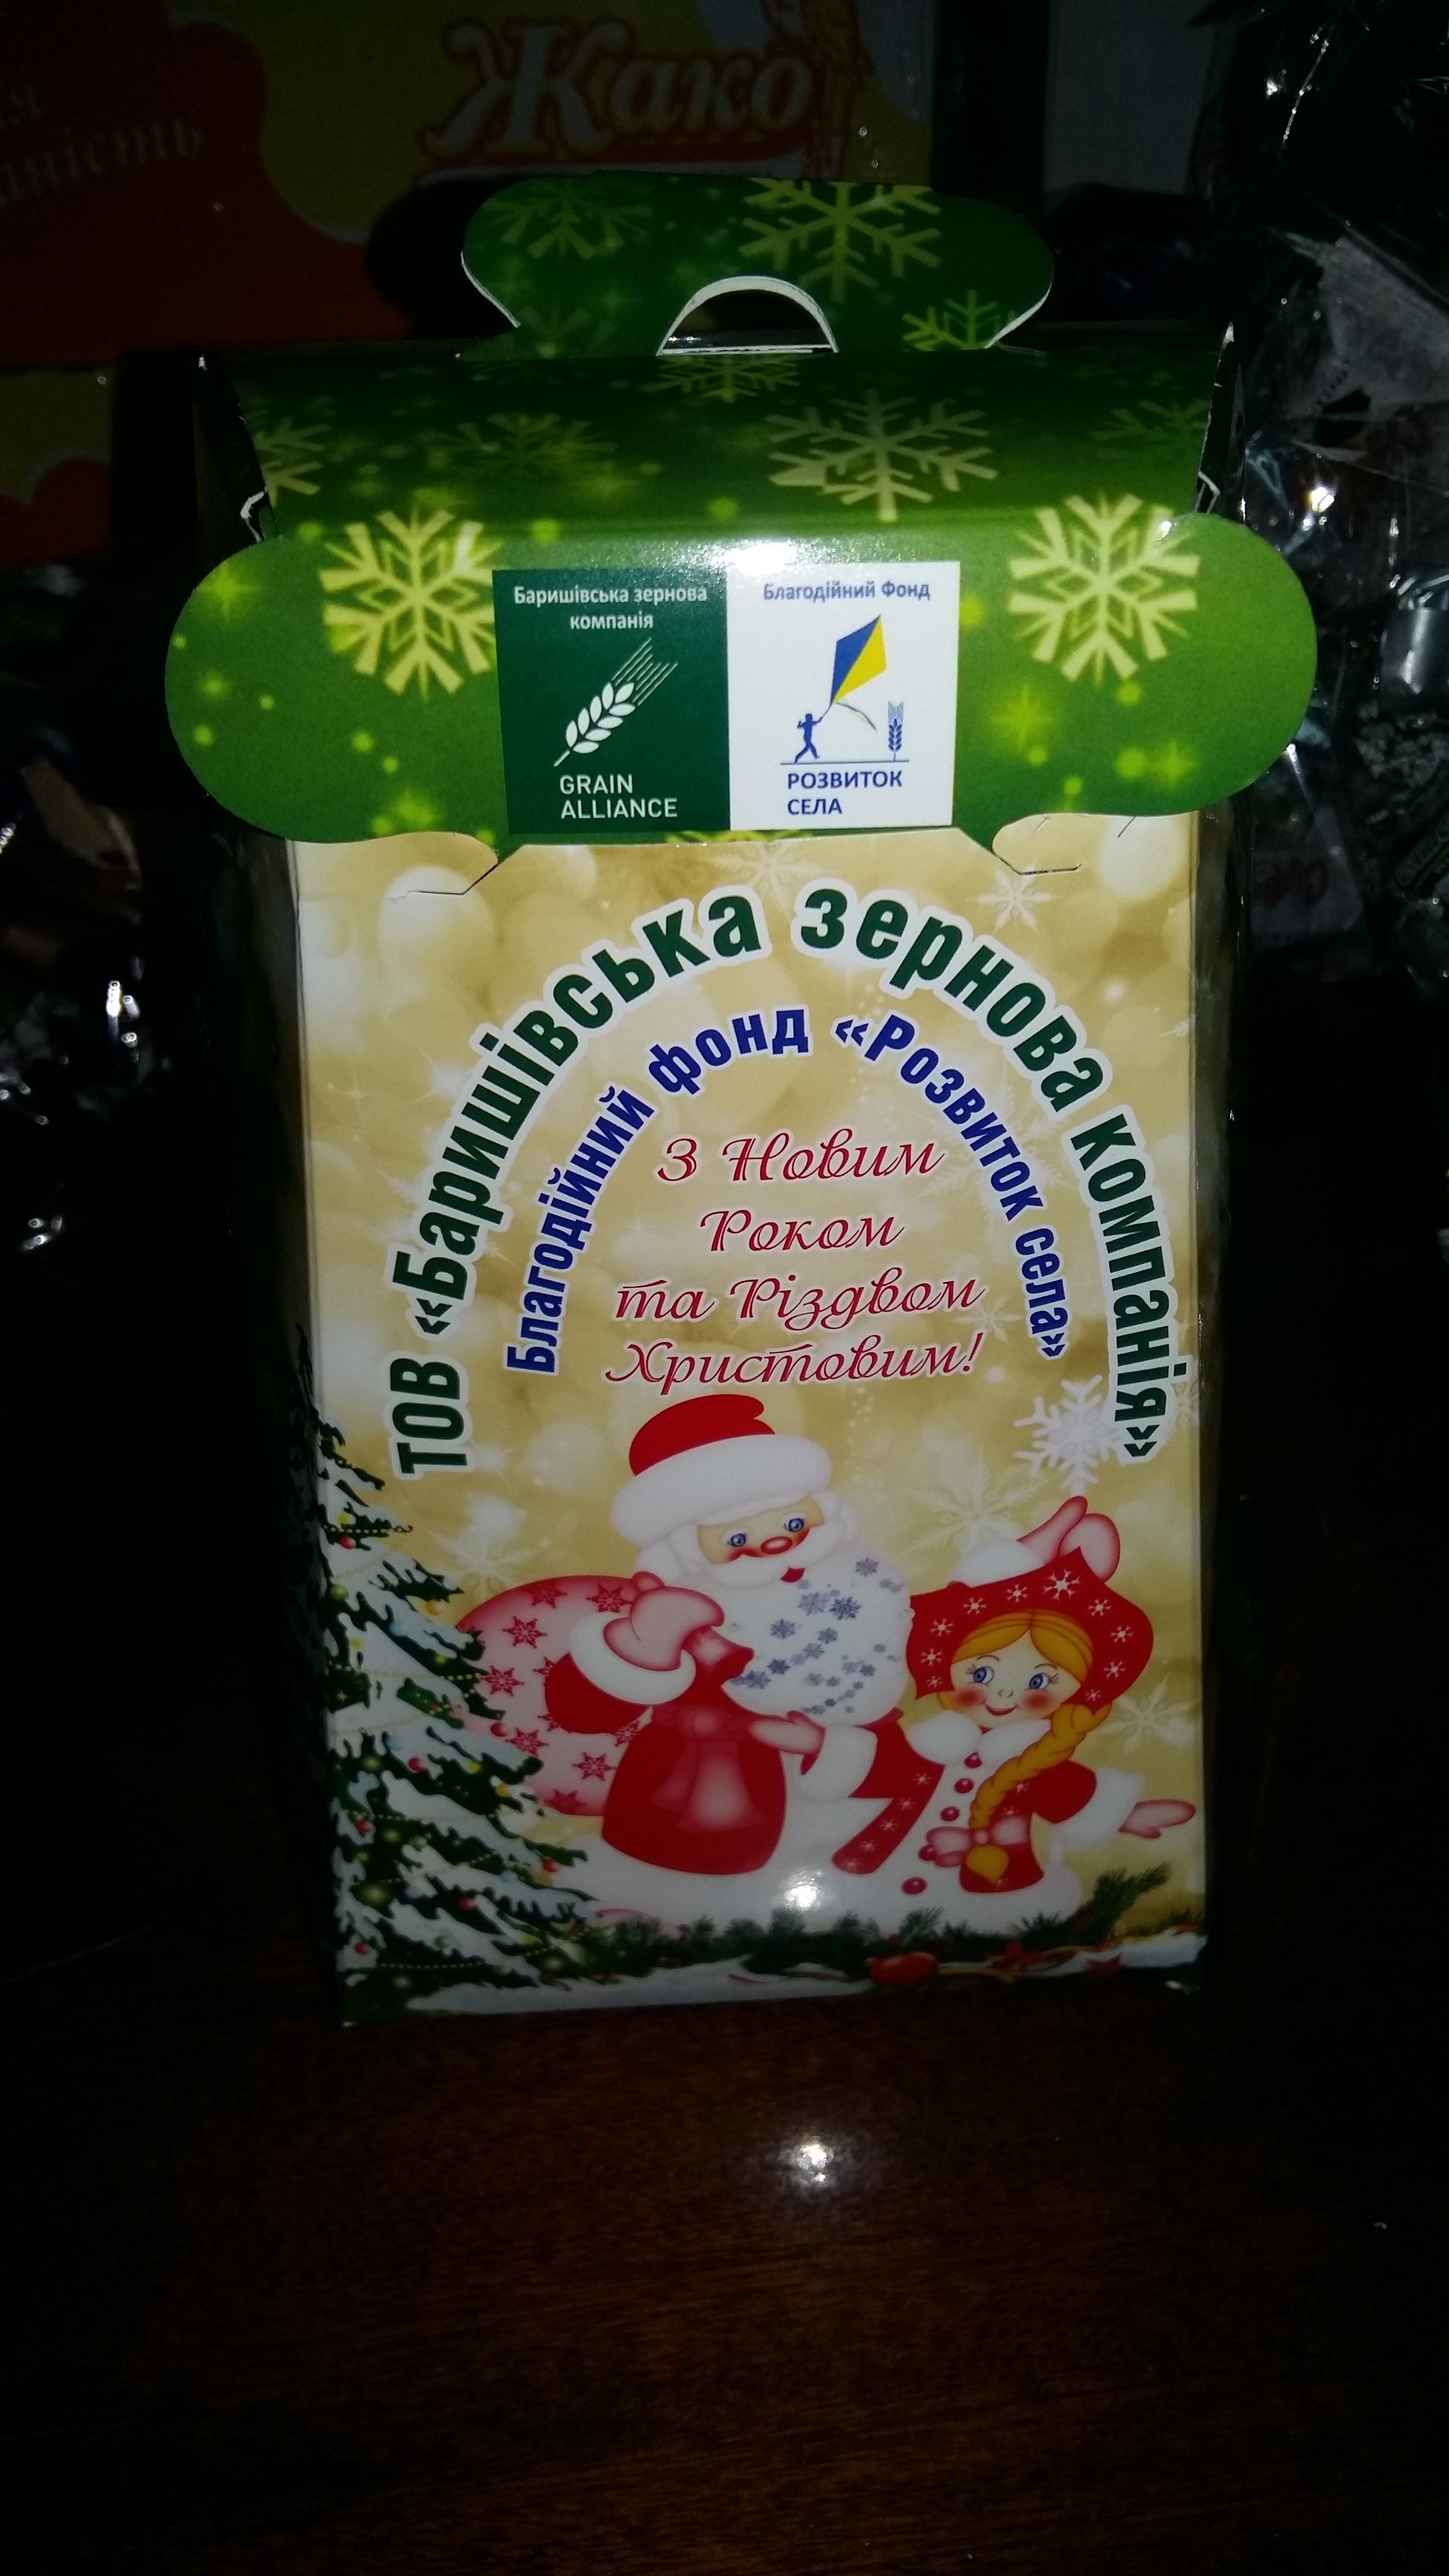 Жако
Баришівська зернова
компанія
GRAIN
ALLIANCE
Благодійний Фонд
РОЗВИТОК
СЕЛА
ТОВ «Баришівська зернова компанія»
Благодійний фонд «Розвиток села»
З Новим
Роком
та Різдвом
Христовим!